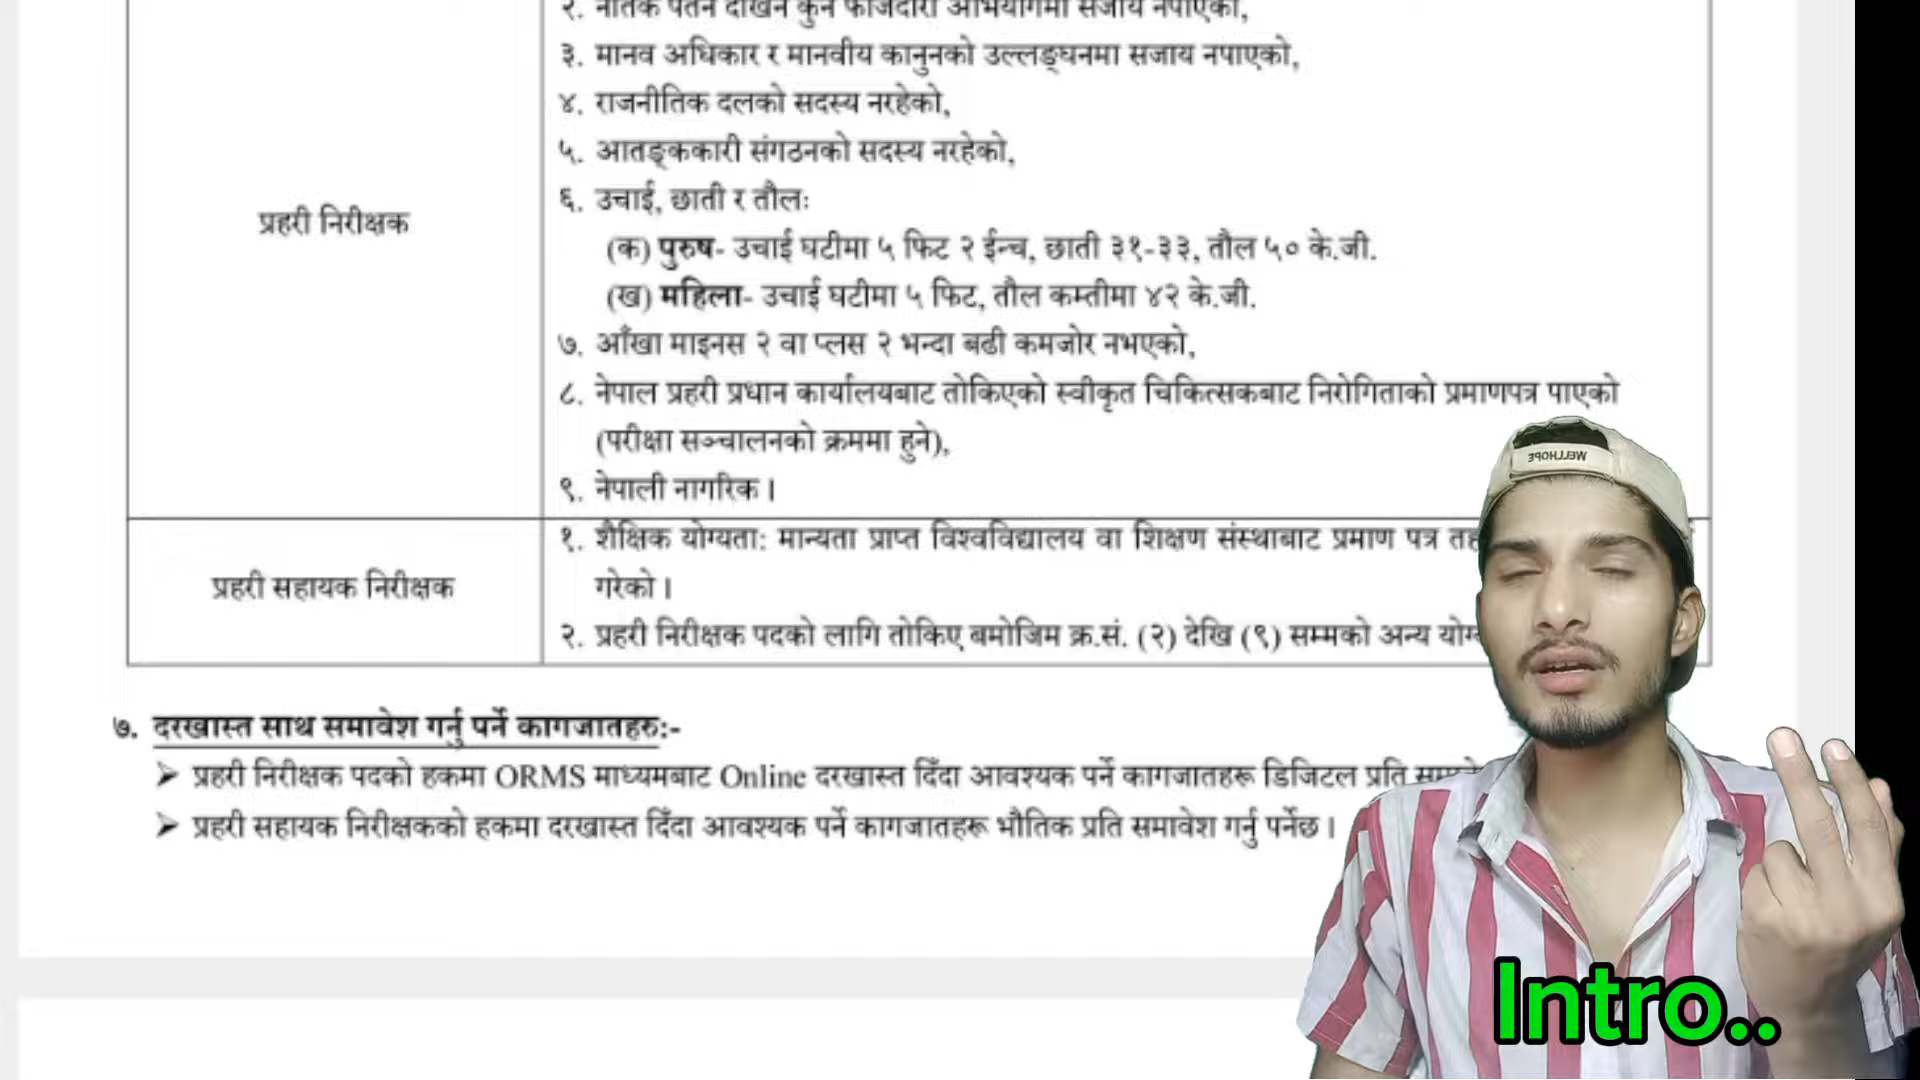 २. नैतिक पतन देखिने कुनै फौजदारी अभियोगमा सजाय नपाएको,
३. मानव अधिकार र मानवीय कानुनको उल्लङ्घनमा सजाय नपाएको,
४. राजनीतिक दलको सदस्य नरहेको,
५. आतङ्ककारी संगठनको सदस्य नरहेको,
६. उचाई, छाती र तौलः
प्रहरी निरीक्षक
(क) पुरुष- उचाई घटीमा ५ फिट २ ईन्च, छाती ३१-३३, तौल ५० के.जी.
(ख) महिला- उचाई घटीमा ५ फिट, तौल कम्तीमा ४२ के.जी.
७. आँखा माइनस २ वा प्लस २ भन्दा बढी कमजोर नभएको,
८. नेपाल प्रहरी प्रधान कार्यालयबाट तोकिएको स्वीकृत चिकित्सकबाट निरोगिताको प्रमाणपत्र पाएको
(परीक्षा सञ्चालनको क्रममा हुने),
९. नेपाली नागरिक ।
१. शैक्षिक योग्यता: मान्यता प्राप्त विश्वविद्यालय वा शिक्षण संस्थाबाट प्रमाण पत्र
गरेको ।
प्रहरी सहायक निरीक्षक
२. प्रहरी निरीक्षक पदको लागि तोकिए बमोजिम क्र.सं. (२) देखि (९) सम्मको अन्य
७. दरखास्त साथ समावेश गर्नु पर्ने कागजातहरु:-
➢ प्रहरी निरीक्षक पदको हकमा ORMS माध्यमबाट Online दरखास्त दिँदा आवश्यक पर्ने कागजातहरू डिजिटल प्रति
➢ प्रहरी सहायक निरीक्षकको हकमा दरखास्त दिँदा आवश्यक पर्ने कागजातहरू भौतिक प्रति समावेश गर्नु पर्नेछ ।
WELLHOPE
Intro..